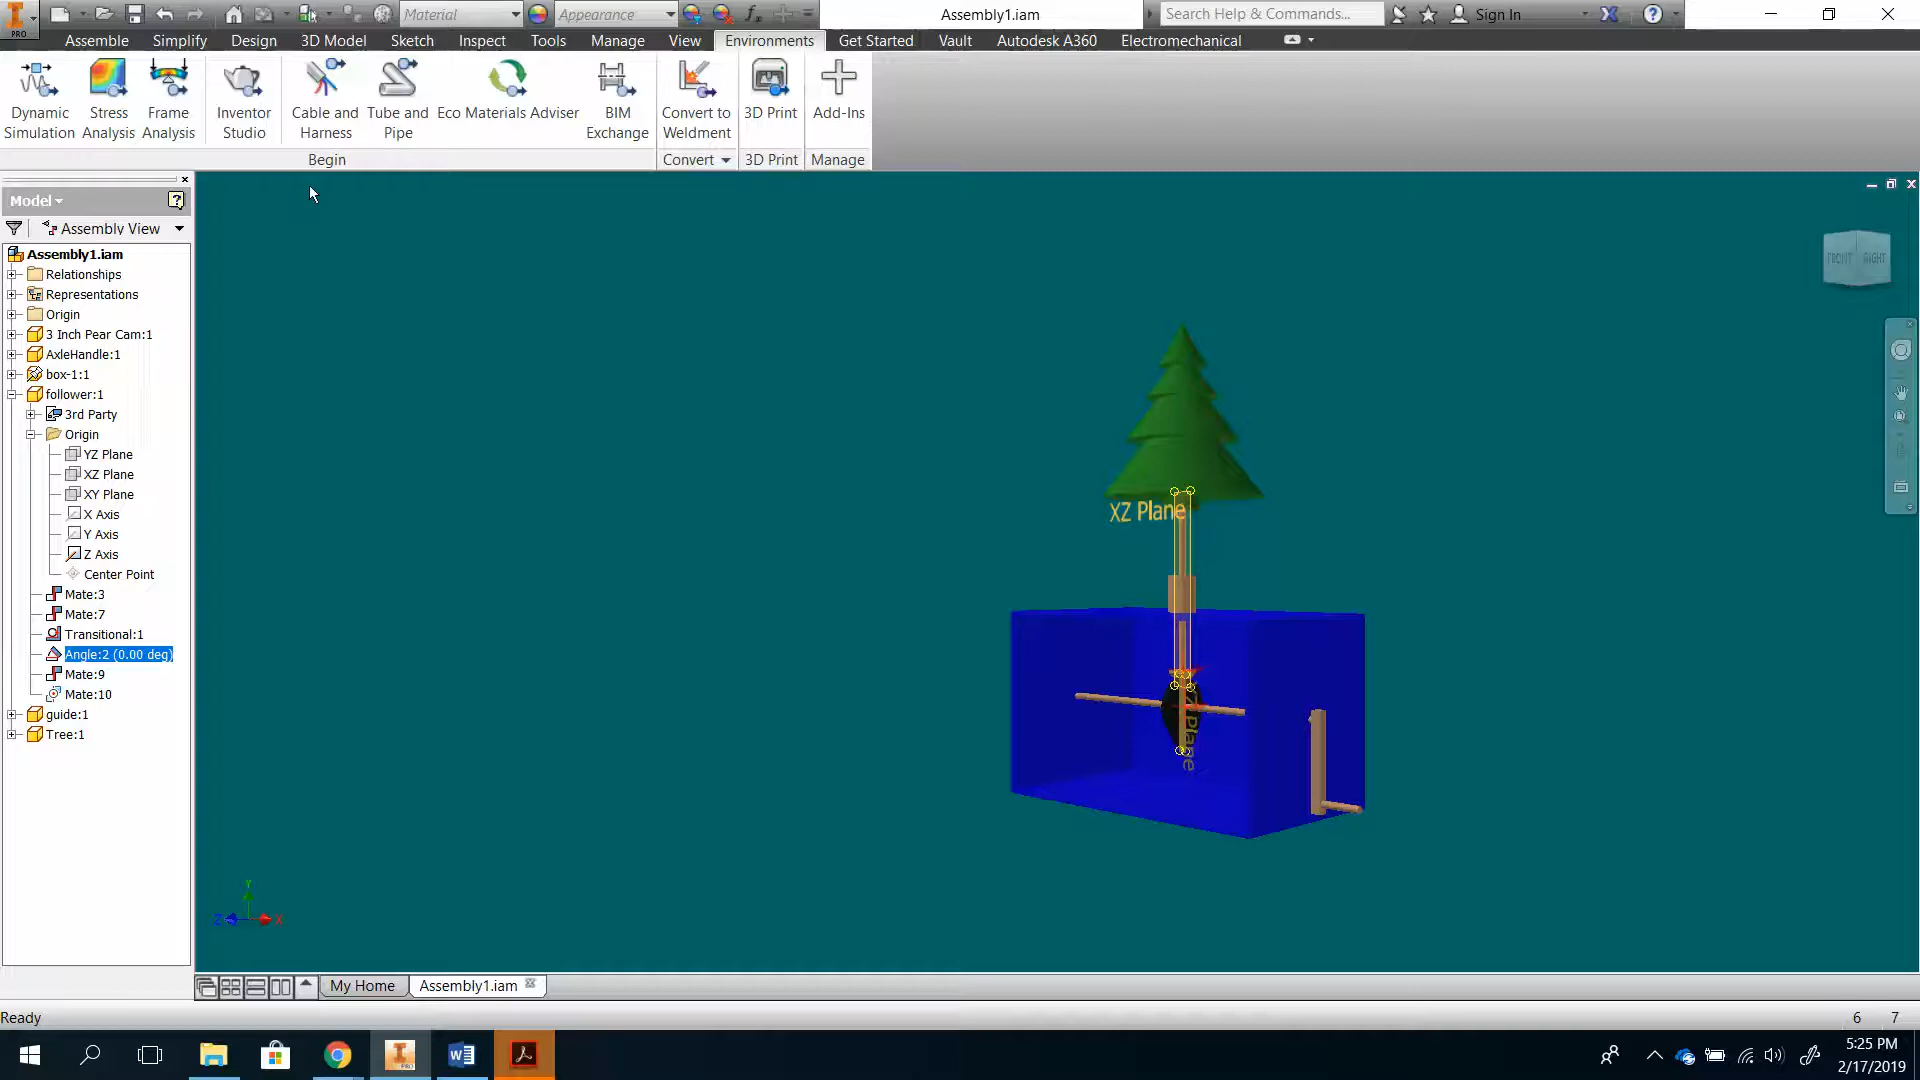 PRO
Material
Appearance
Assembly1.iam
Search Help & Commands...
Sign In
Assemble Simplify Design 3D Model Sketch Inspect Tools Manage View Environments Get Started Vault Autodesk A360 Electromechanical
Dynamic Simulation
Stress Analysis
Frame Analysis
Inventor Studio
Cable and Harness
Tube and Pipe
Eco Materials Adviser
BIM Exchange
Convert to Weldment
3D Print
Add-Ins
Begin Convert 3D Print Manage
Model
Assembly View
Assembly1.iam
Relationships
Representations
Origin
3 Inch Pear Cam:1
AxleHandle:1
box-1:1
follower:1
3rd Party
Origin
YZ Plane
XZ Plane
XY Plane
X Axis
Y Axis
Z Axis
Center Point
Mate:3
Mate:7
Transitional:1
Angle:2 (0.00 deg)
Mate:9
Mate:10
guide:1
Tree:1
FRONT RIGHT
XZ Plane
Y
Z X
My Home Assembly1.iam
Ready 6 7
PRO
5:25 PM
2/17/2019